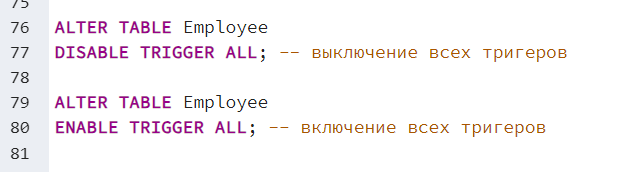 75
76 ALTER TABLE Employee
77 DISABLE TRIGGER ALL; -- выключение всех тригеров
78
79 ALTER TABLE Employee
80 ENABLE TRIGGER ALL; -- включение всех тригеров
81